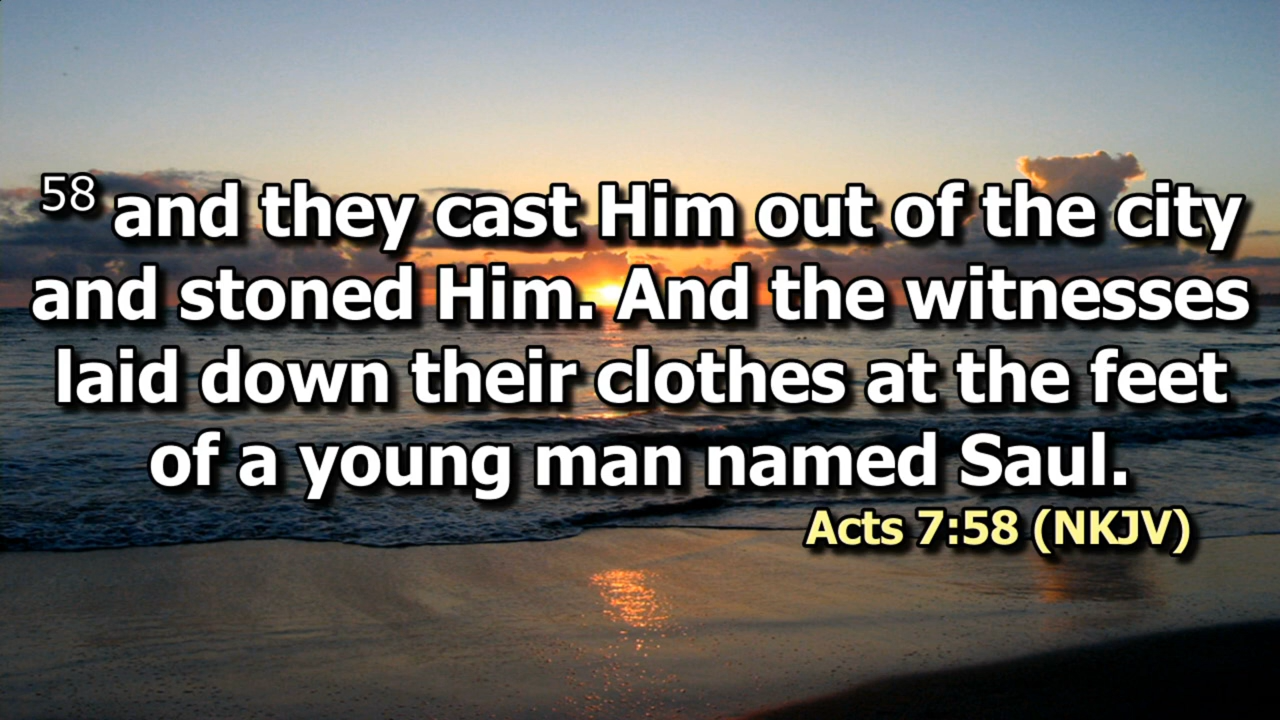 58 and they cast Him out of the city
and stoned Him. And the witnesses
laid down their clothes at the feet
of a young man named Saul.
Acts 7:58 (NKJV)